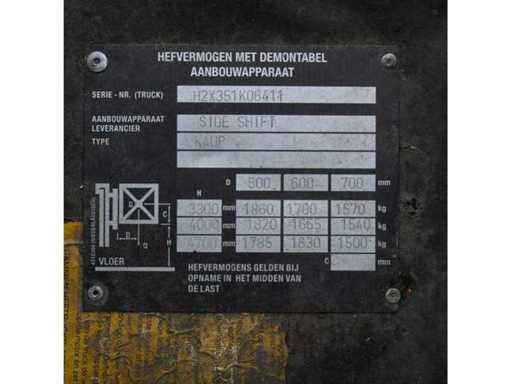 HEFVERMOGEN MET DEMONTABEL
AANBOUWAPPARAAT
SERIE - NR. (TRUCK) H2X351K06411
AANBOUWAPPARAAT SIDE SHIFT
LEVERANCIER
TYPE KAUP
D 500 600 700 mm
H
3300 mm 1860 1700 1570 kg
4000 mm 1820 1665 1540 kg
4700 mm 1785 1630 1500 kg
G
C
D H
G
VLOER C mm
HEFVERMOGENS GELDEN BIJ
OPNAME IN HET MIDDEN VAN
DE LAST